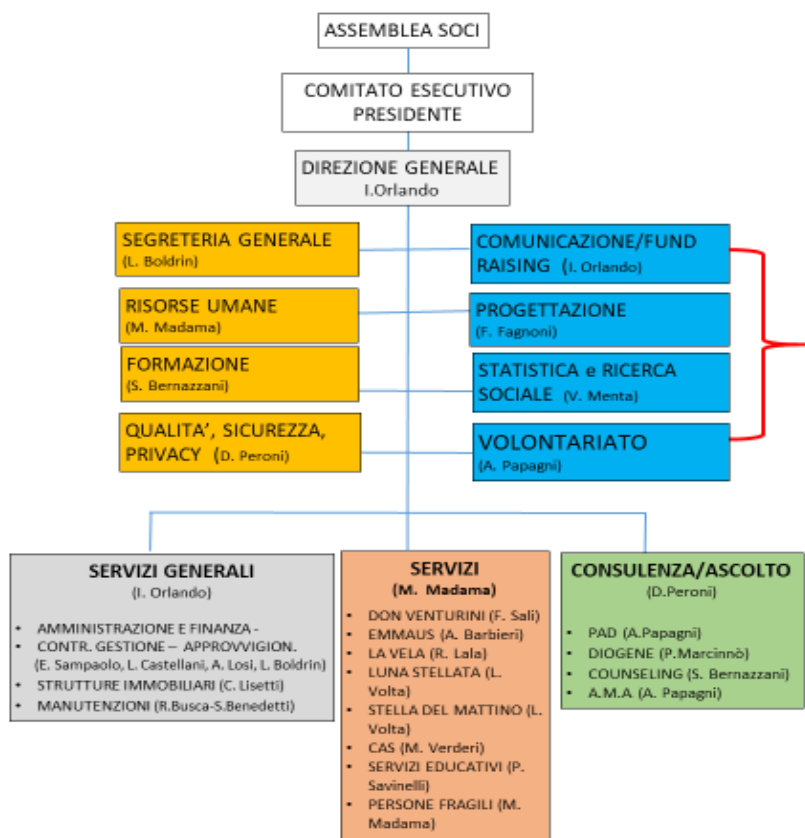 ASSEMBLEA SOCI
COMITATO ESECUTIVO
PRESIDENTE
DIREZIONE GENERALE
I.Orlando
SEGRETERIA GENERALE
(L. Boldrin)
COMUNICAZIONE/FUND
RAISING (I. Orlando)
RISORSE UMANE
(M. Madama)
PROGETTAZIONE
(F. Fagnoni)
FORMAZIONE
(S. Bernazzani)
STATISTICA e RICERCA
SOCIALE (V. Menta)
QUALITA’, SICUREZZA,
PRIVACY (D. Peroni)
VOLONTARIATO
(A. Papagni)
SERVIZI GENERALI
(I. Orlando)
• AMMINISTRAZIONE E FINANZA -
• CONTR. GESTIONE – APPROVVIGION.
(E. Sampaolo, L. Castellani, A. Losi, L. Boldrin)
• STRUTTURE IMMOBILIARI (C. Lisetti)
• MANUTENZIONI (R.Busca-S.Benedetti)
SERVIZI
(M. Madama)
• DON VENTURINI (F. Sali)
• EMMAUS (A. Barbieri)
• LA VELA (R. Lala)
• LUNA STELLATA (L.
Volta)
• STELLA DEL MATTINO (L.
Volta)
• CAS (M. Verderi)
• SERVIZI EDUCATIVI (P.
Savinelli)
• PERSONE FRAGILI (M.
Madama)
CONSULENZA/ASCOLTO
(D.Peroni)
• PAD (A.Papagni)
• DIOGENE (P.Marcinnò)
• COUNSELING (S. Bernazzani)
• A.M.A (A. Papagni)